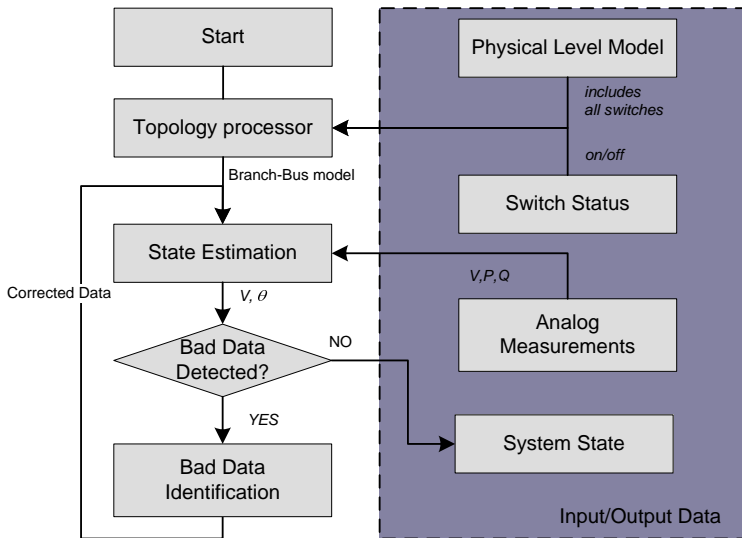 Start
Physical Level Model
includes
all switches
Topology processor
on/off
Branch-Bus model
Switch Status
State Estimation
V,P,Q
Corrected Data
V, θ
Analog
Measurements
Bad Data
Detected?
NO
YES
System State
Bad Data
Identification
Input/Output Data